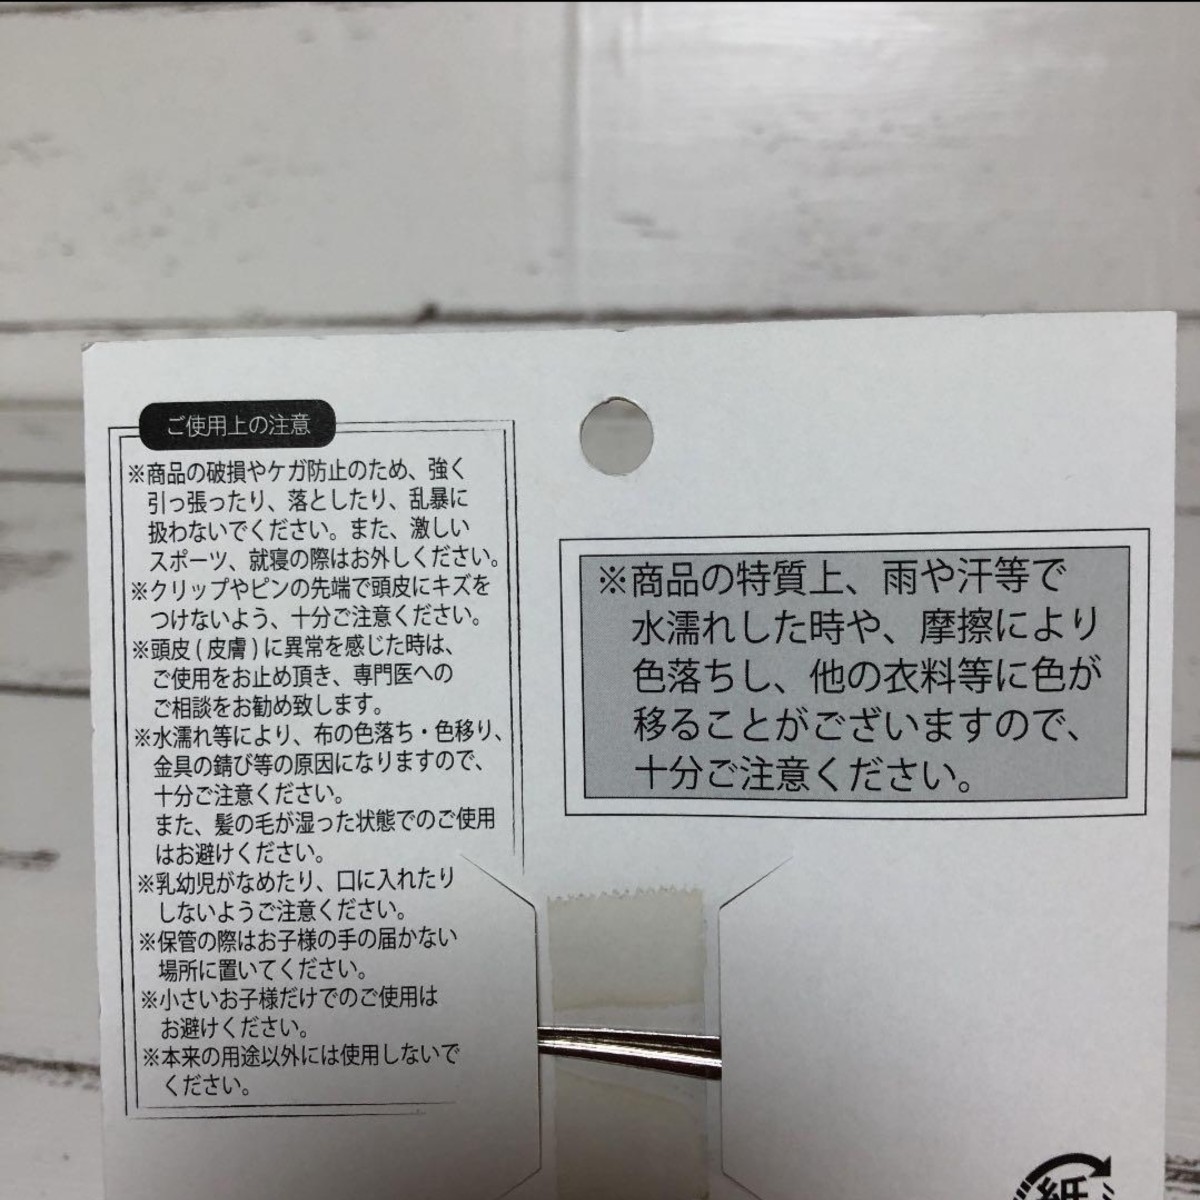 ご使用上の注意
※商品の破損やケガ防止のため、強く
引っ張ったり、落としたり、乱暴に
扱わないでください。また、激しい
スポーツ、就寝の際はお外しください。
※クリップやピンの先端で頭皮にキズを
つけないよう、十分ご注意ください。
※頭皮(皮膚)に異常を感じた時は、
ご使用をお止め頂き、専門医への
ご相談をお勧め致します。
※水濡れ等により、布の色落ち・色移り、
金具の錆び等の原因になりますので、
十分ご注意ください。
また、髪の毛が湿った状態でのご使用
はお避けください。
※乳幼児がなめたり、口に入れたり
しないようご注意ください。
※保管の際はお子様の手の届かない
場所に置いてください。
※小さいお子様だけでのご使用は
お避けください。
※本来の用途以外には使用しないで
ください。
※商品の特質上、雨や汗等で
水濡れした時や、摩擦により
色落ちし、他の衣料等に色が
移ることがございますので、
十分ご注意ください。
紙